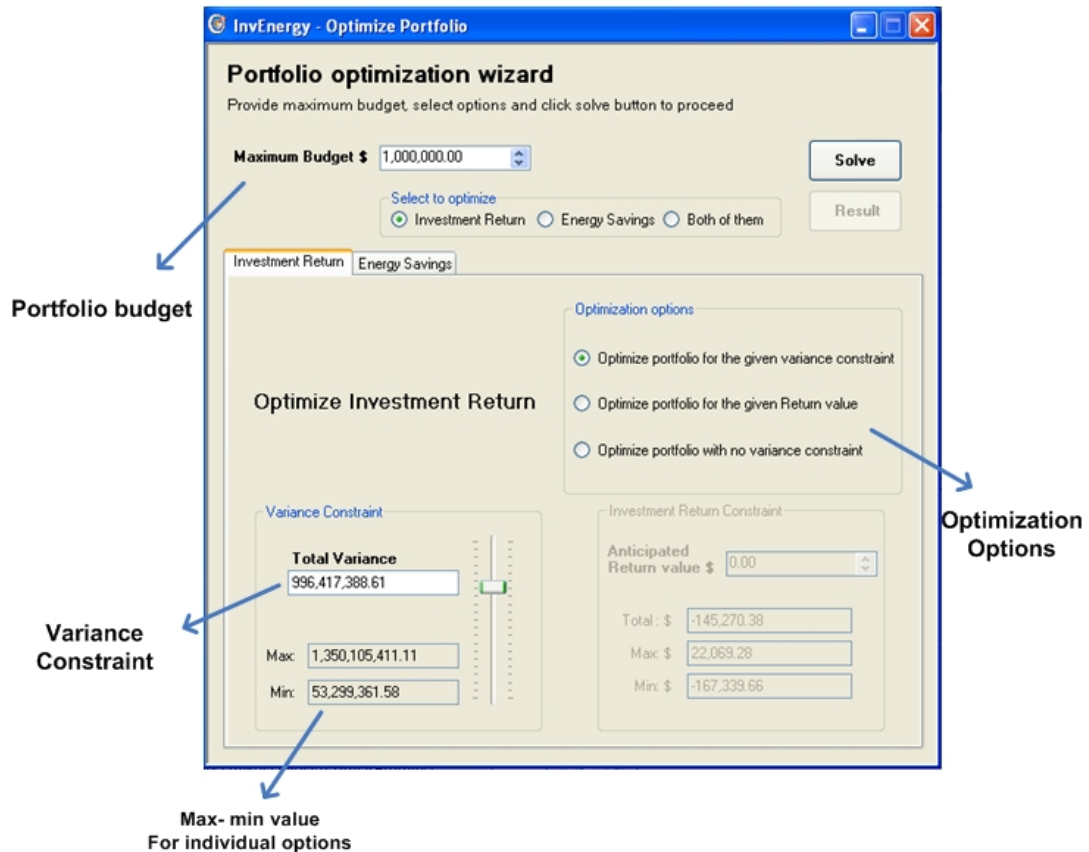 InvEnergy - Optimize Portfolio
Portfolio optimization wizard
Provide maximum budget, select options and click solve button to proceed
Maximum Budget $ 1,000,000.00
Solve
Select to optimize
Investment Return Energy Savings Both of them
Result
Investment Return Energy Savings
Portfolio budget
Optimization options
Optimize portfolio for the given variance constraint
Optimize Investment Return
Optimize portfolio for the given Return value
Optimize portfolio with no variance constraint
Optimization
Options
Variance Constraint
Total Variance
996,417,388.61
Max: 1,350,105,411.11
Min: 53,299,361.58
Investment Return Constraint
Anticipated
Return value $ 0.00
Total : $ -145,270.38
Max: $ 22,069.28
Min: $ -167,339.66
Variance
Constraint
Max- min value
For individual options